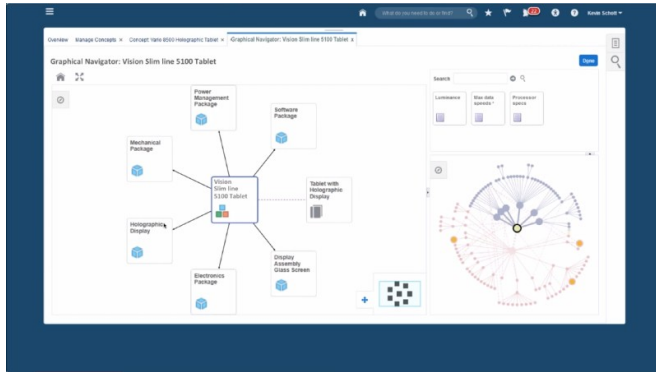 What do you need to do or find?
Kevin Schott
Overview Manage Concepts × Concept: Nano 8500 Holographic Tablet × Graphical Navigator: Vision Slim line 5100 Tablet x
Graphical Navigator: Vision Slim line 5100 Tablet
Done
Search
Luminance
Max data
speeds *
Processor
specs
Power
Management
Package
Software
Package
Mechanical
Package
Vision
Slim line
5100 Tablet
Tablet with
Holographic
Display
Holographic
Display
Display
Assembly
Glass Screen
Electronics
Package